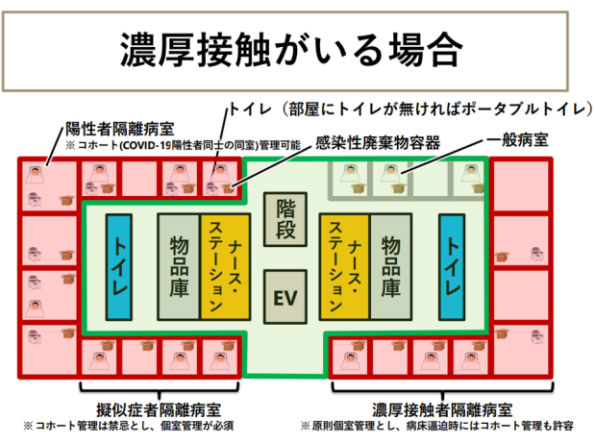 濃厚接触がいる場合
トイレ（部屋にトイレが無ければポータブルトイレ）
陽性者隔離病室
※ コホート(COVID-19陽性者同士の同室)管理可能
感染性廃棄物容器
一般病室
トイレ
物品庫
ナース・
ステーション
階段
EV
ナース・
ステーション
物品庫
トイレ
擬似症者隔離病室
※ コホート管理は禁忌とし、個室管理が必須
濃厚接触者隔離病室
※ 原則個室管理とし、病床逼迫時にはコホート管理も許容